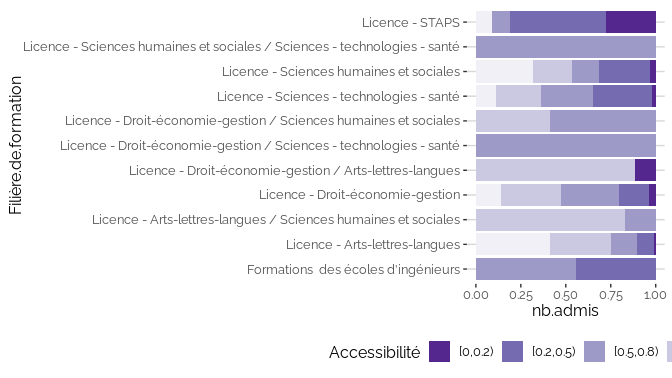 Filière.de.formation
Licence - STAPS
Licence - Sciences humaines et sociales / Sciences - technologies - santé
Licence - Sciences humaines et sociales
Licence - Sciences - technologies - santé
Licence - Droit-économie-gestion / Sciences humaines et sociales
Licence - Droit-économie-gestion / Sciences - technologies - santé
Licence - Droit-économie-gestion / Arts-lettres-langues
Licence - Droit-économie-gestion
Licence - Arts-lettres-langues / Sciences humaines et sociales
Licence - Arts-lettres-langues
Formations  des écoles d'ingénieurs
0.00 0.25 0.50 0.75 1.00
nb.admis
Accessibilité [0,0.2) [0.2,0.5) [0.5,0.8)